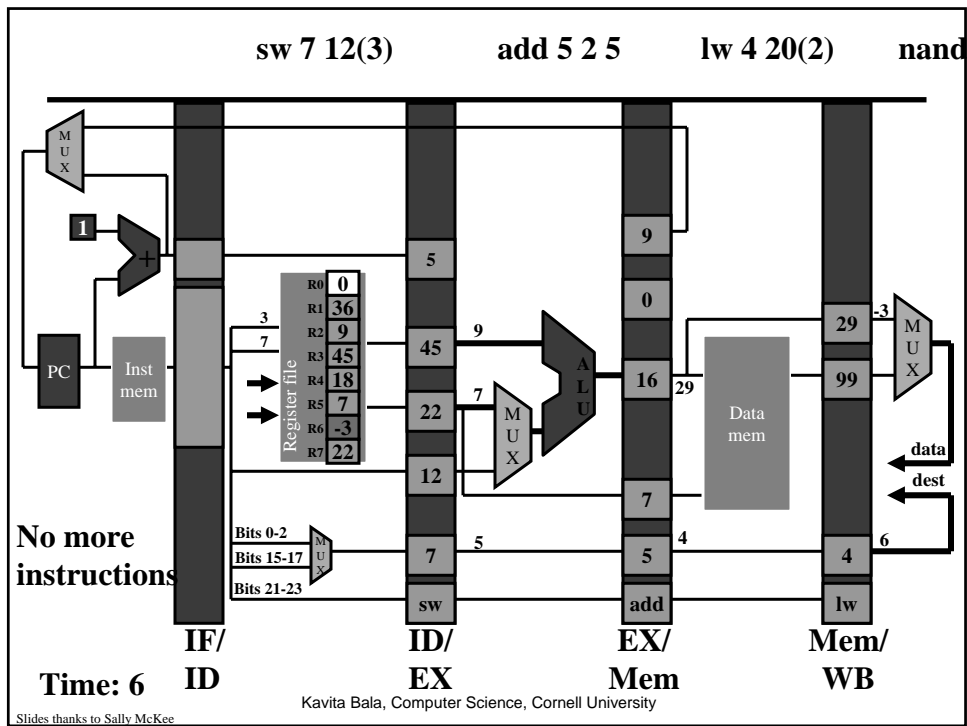 sw 7 12(3) add 5 2 5 lw 4 20(2) nand
M U X
1
+
9
5
0
R0 0
R1 36
R2 9
R3 45
R4 18
R5 7
R6 -3
R7 22
Register file
3
7
PC
Inst mem
45
9
22
7
M U X
12
A L U
16
29
Data mem
7
29
-3
99
M U X
data
dest
No more instructions
Bits 0-2
Bits 15-17
Bits 21-23
M U X
7
5
5
4
4
6
sw
add
lw
IF/ ID/ EX/ Mem/
ID EX Mem WB
Time: 6
Kavita Bala, Computer Science, Cornell University
Slides thanks to Sally McKee